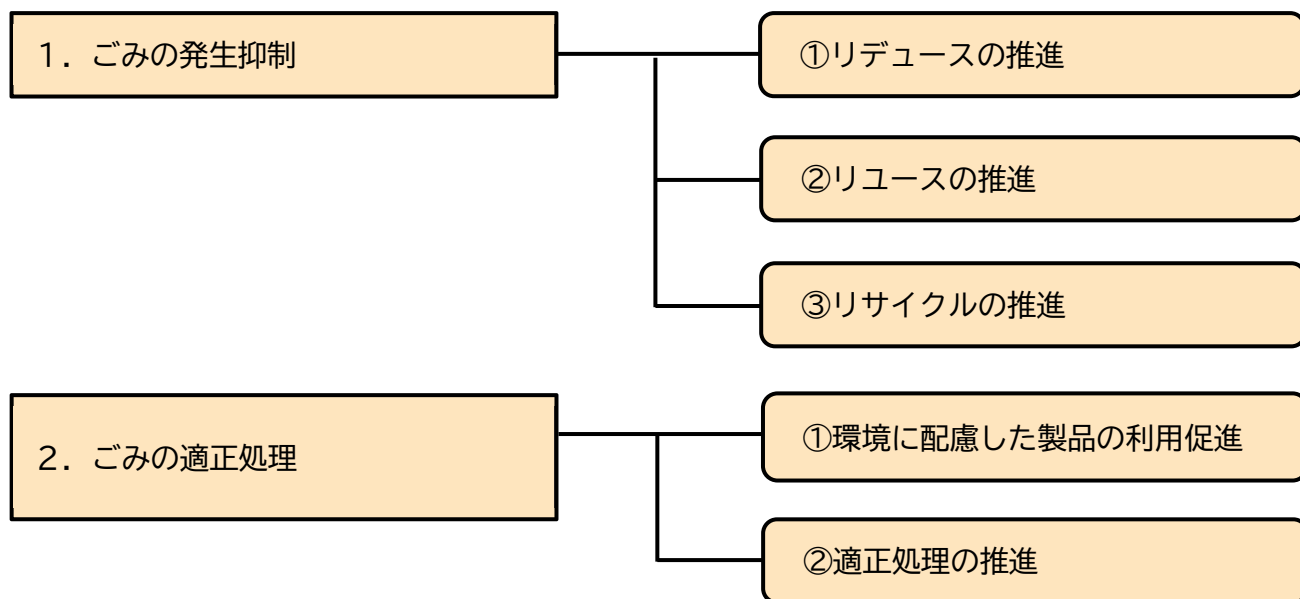 1．ごみの発生抑制
①リデュースの推進
②リユースの推進
③リサイクルの推進
2．ごみの適正処理
①環境に配慮した製品の利用促進
②適正処理の推進